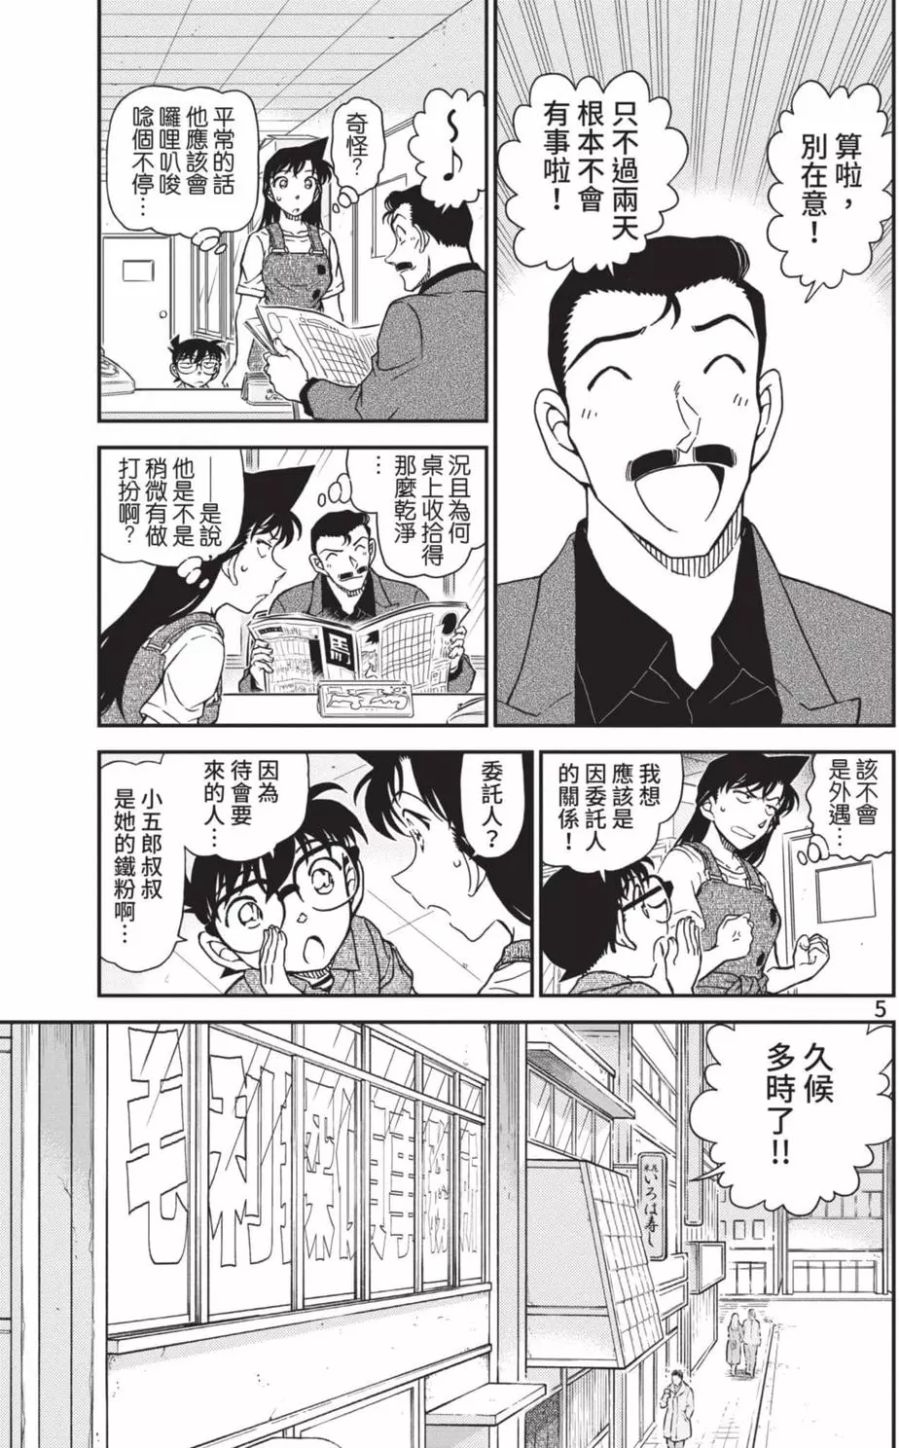 算啦，
別在意！
只不過兩天
根本不會
有事啦！
～♪
奇怪？
平常的話
他應該會
囉哩叭唆
唸個不停…
況且為何
桌上收拾得
那麼乾淨
…
——是說，
他是不是
稍微有做
打扮啊？
馬
該不會
是外遇…
我想
應該是
因委託人
的關係！
委託人？
因為
待會要
來的人…
小五郎叔叔
是她的鐵粉啊…
5
久候
多時了!!
毛利探偵事務
いろは寿し